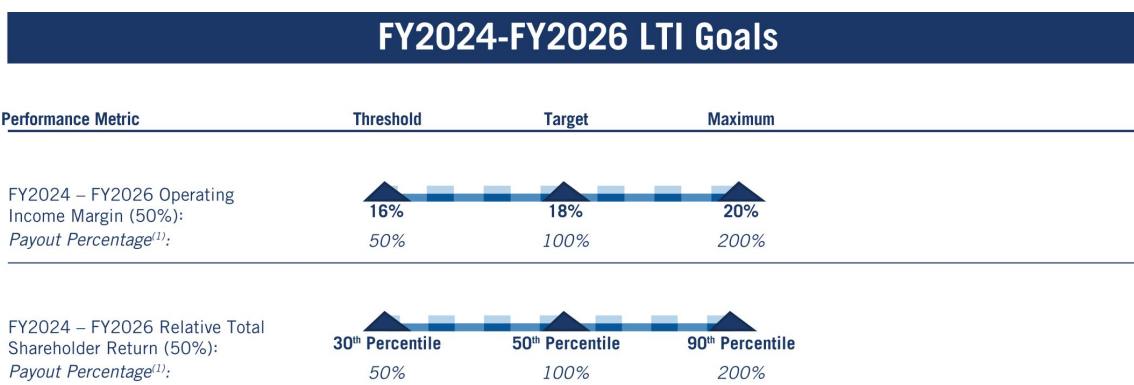 FY2024-FY2026 LTI Goals
Performance Metric Threshold Target Maximum
FY2024 – FY2026 Operating
Income Margin (50%): 16% 18% 20%
Payout Percentage(1): 50% 100% 200%
FY2024 – FY2026 Relative Total
Shareholder Return (50%): 30th Percentile 50th Percentile 90th Percentile
Payout Percentage(1): 50% 100% 200%